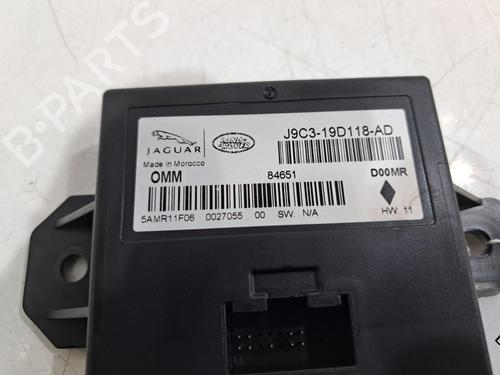 B-PARTS
JAGUAR
LAND ROVER
J9C3-19D118-AD
Made in Morocco
OMM
84651
D00MR
5AMR11F06 0027055 00 SW. N/A
HW. 11